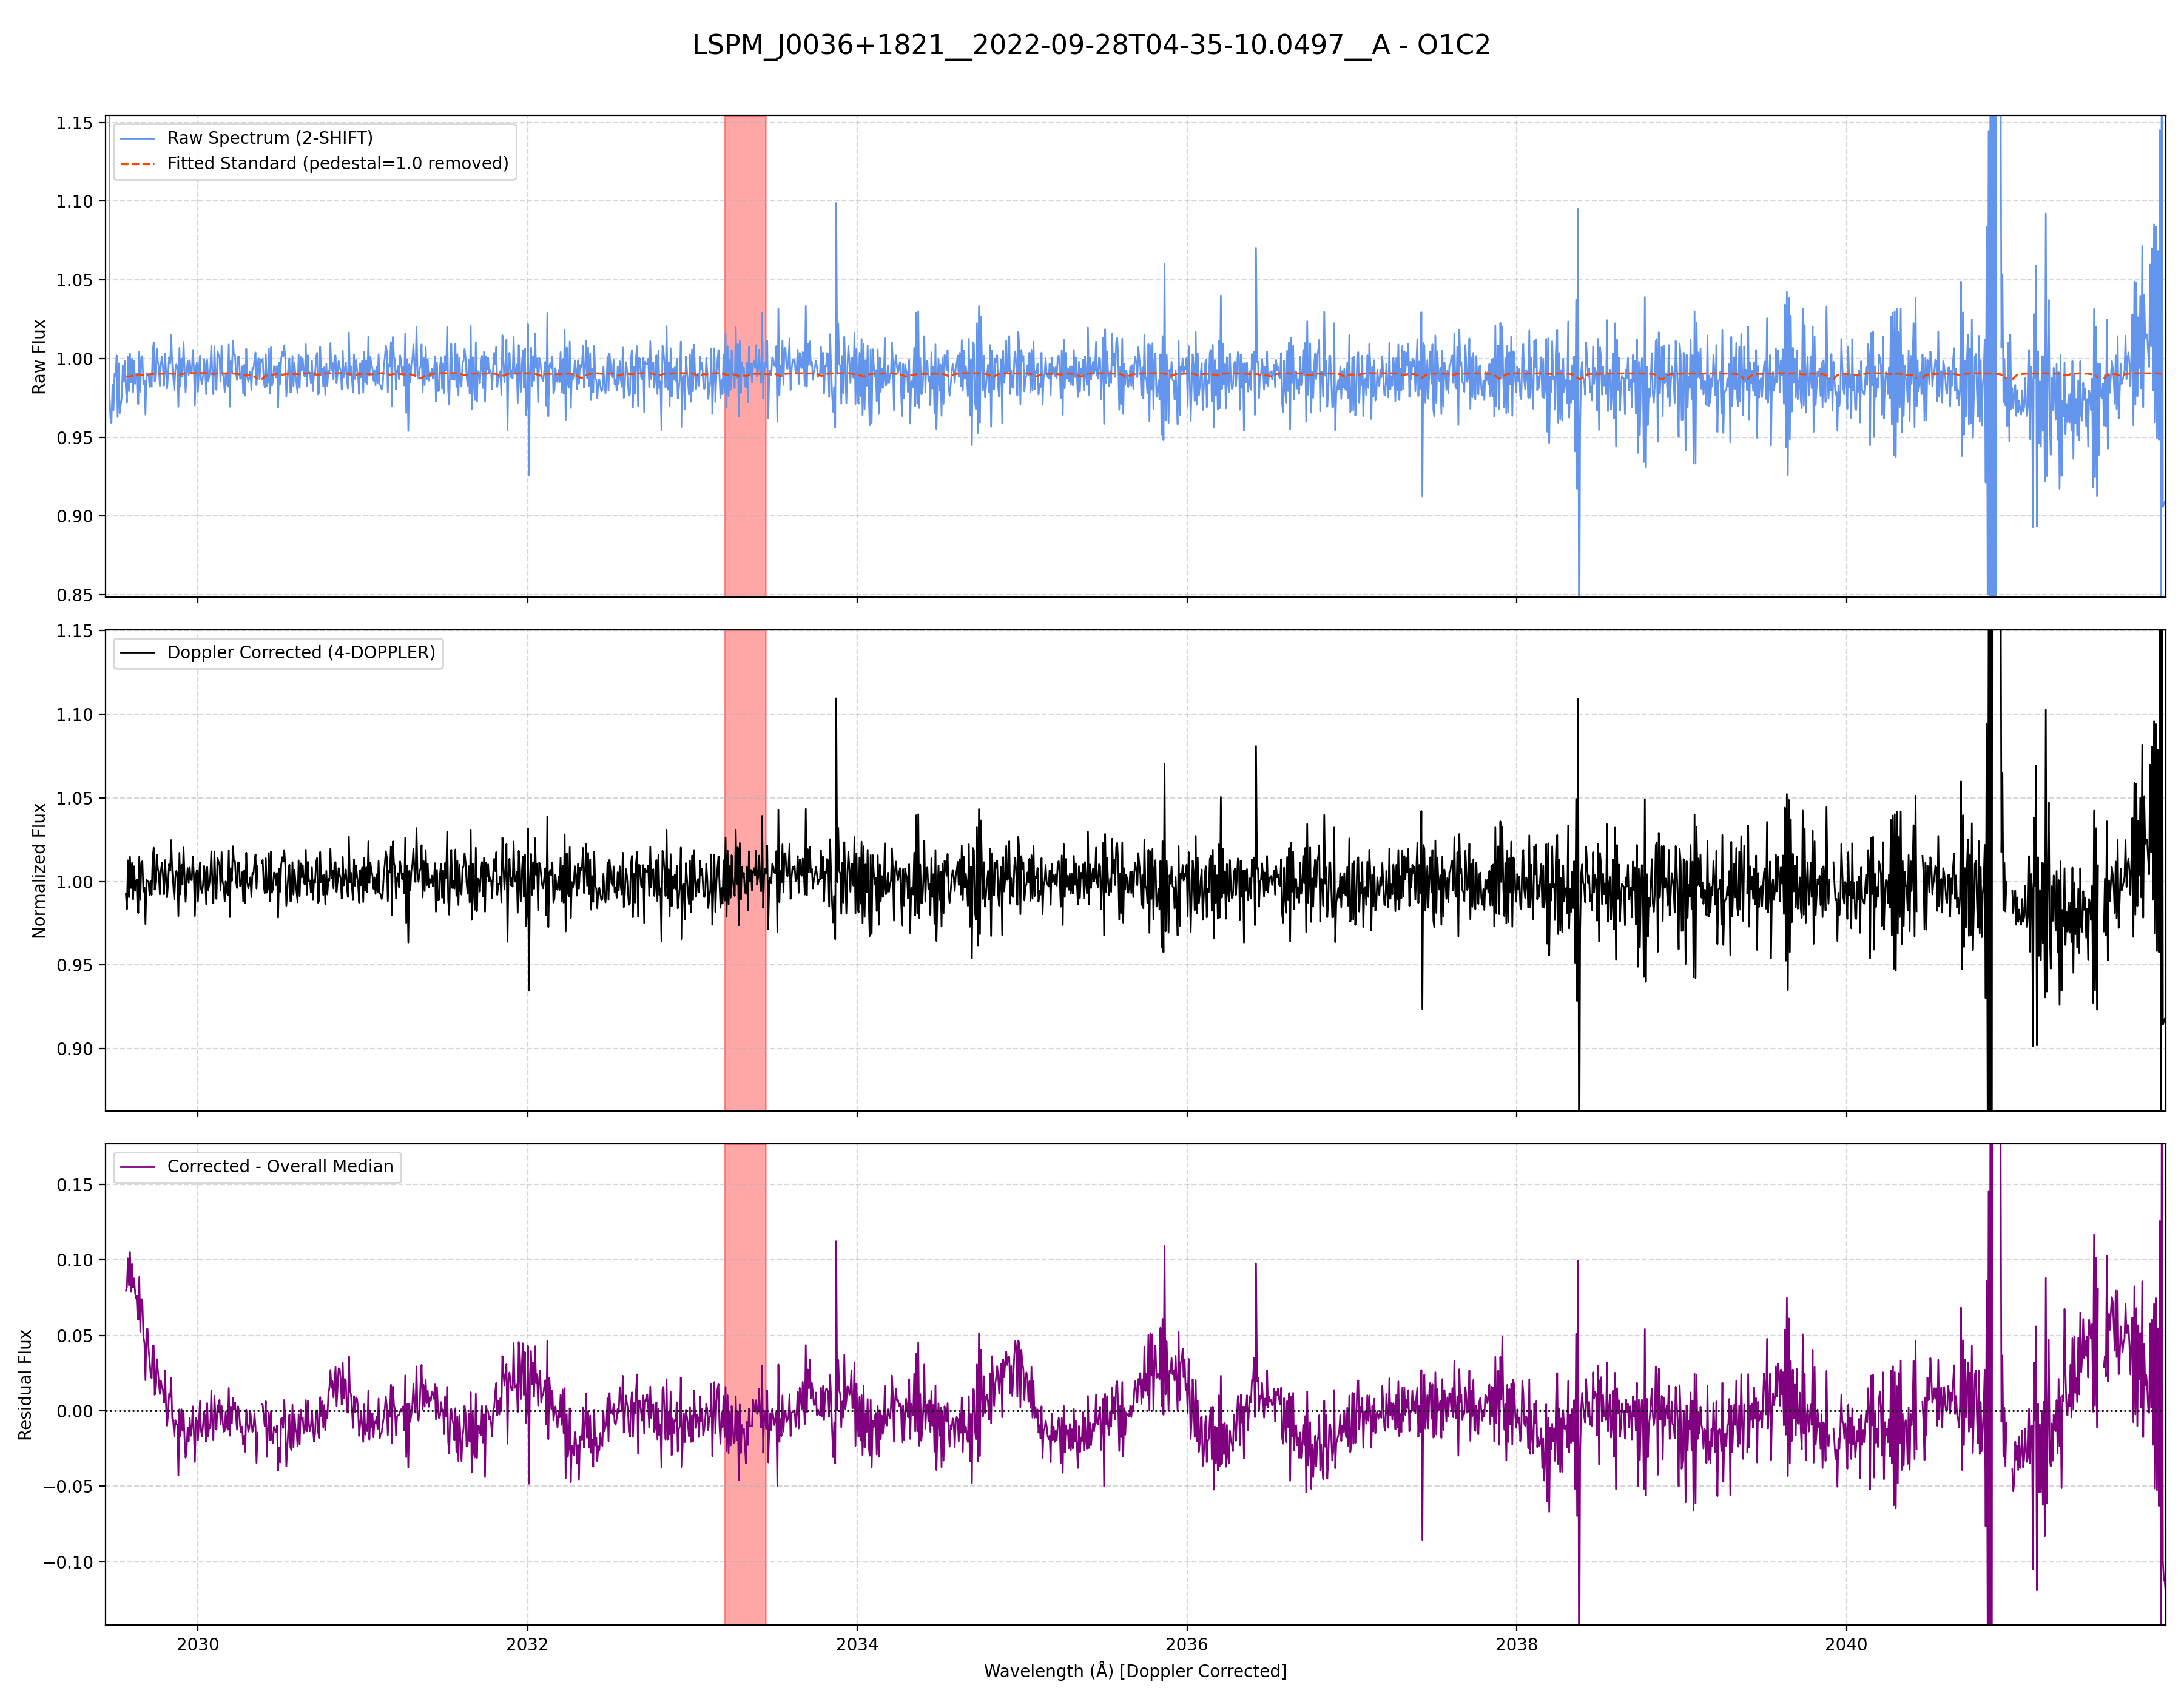 LSPM_J0036+1821__2022-09-28T04-35-10.0497__A - O1C2
Raw Spectrum (2-SHIFT)
Fitted Standard (pedestal=1.0 removed)
1.15
1.10
1.05
1.00
0.95
0.90
0.85
Raw Flux
Doppler Corrected (4-DOPPLER)
1.15
1.10
1.05
1.00
0.95
0.90
Normalized Flux
Corrected - Overall Median
0.15
0.10
0.05
0.00
−0.05
−0.10
Residual Flux
2030 2032 2034 2036 2038 2040
Wavelength (Å) [Doppler Corrected]